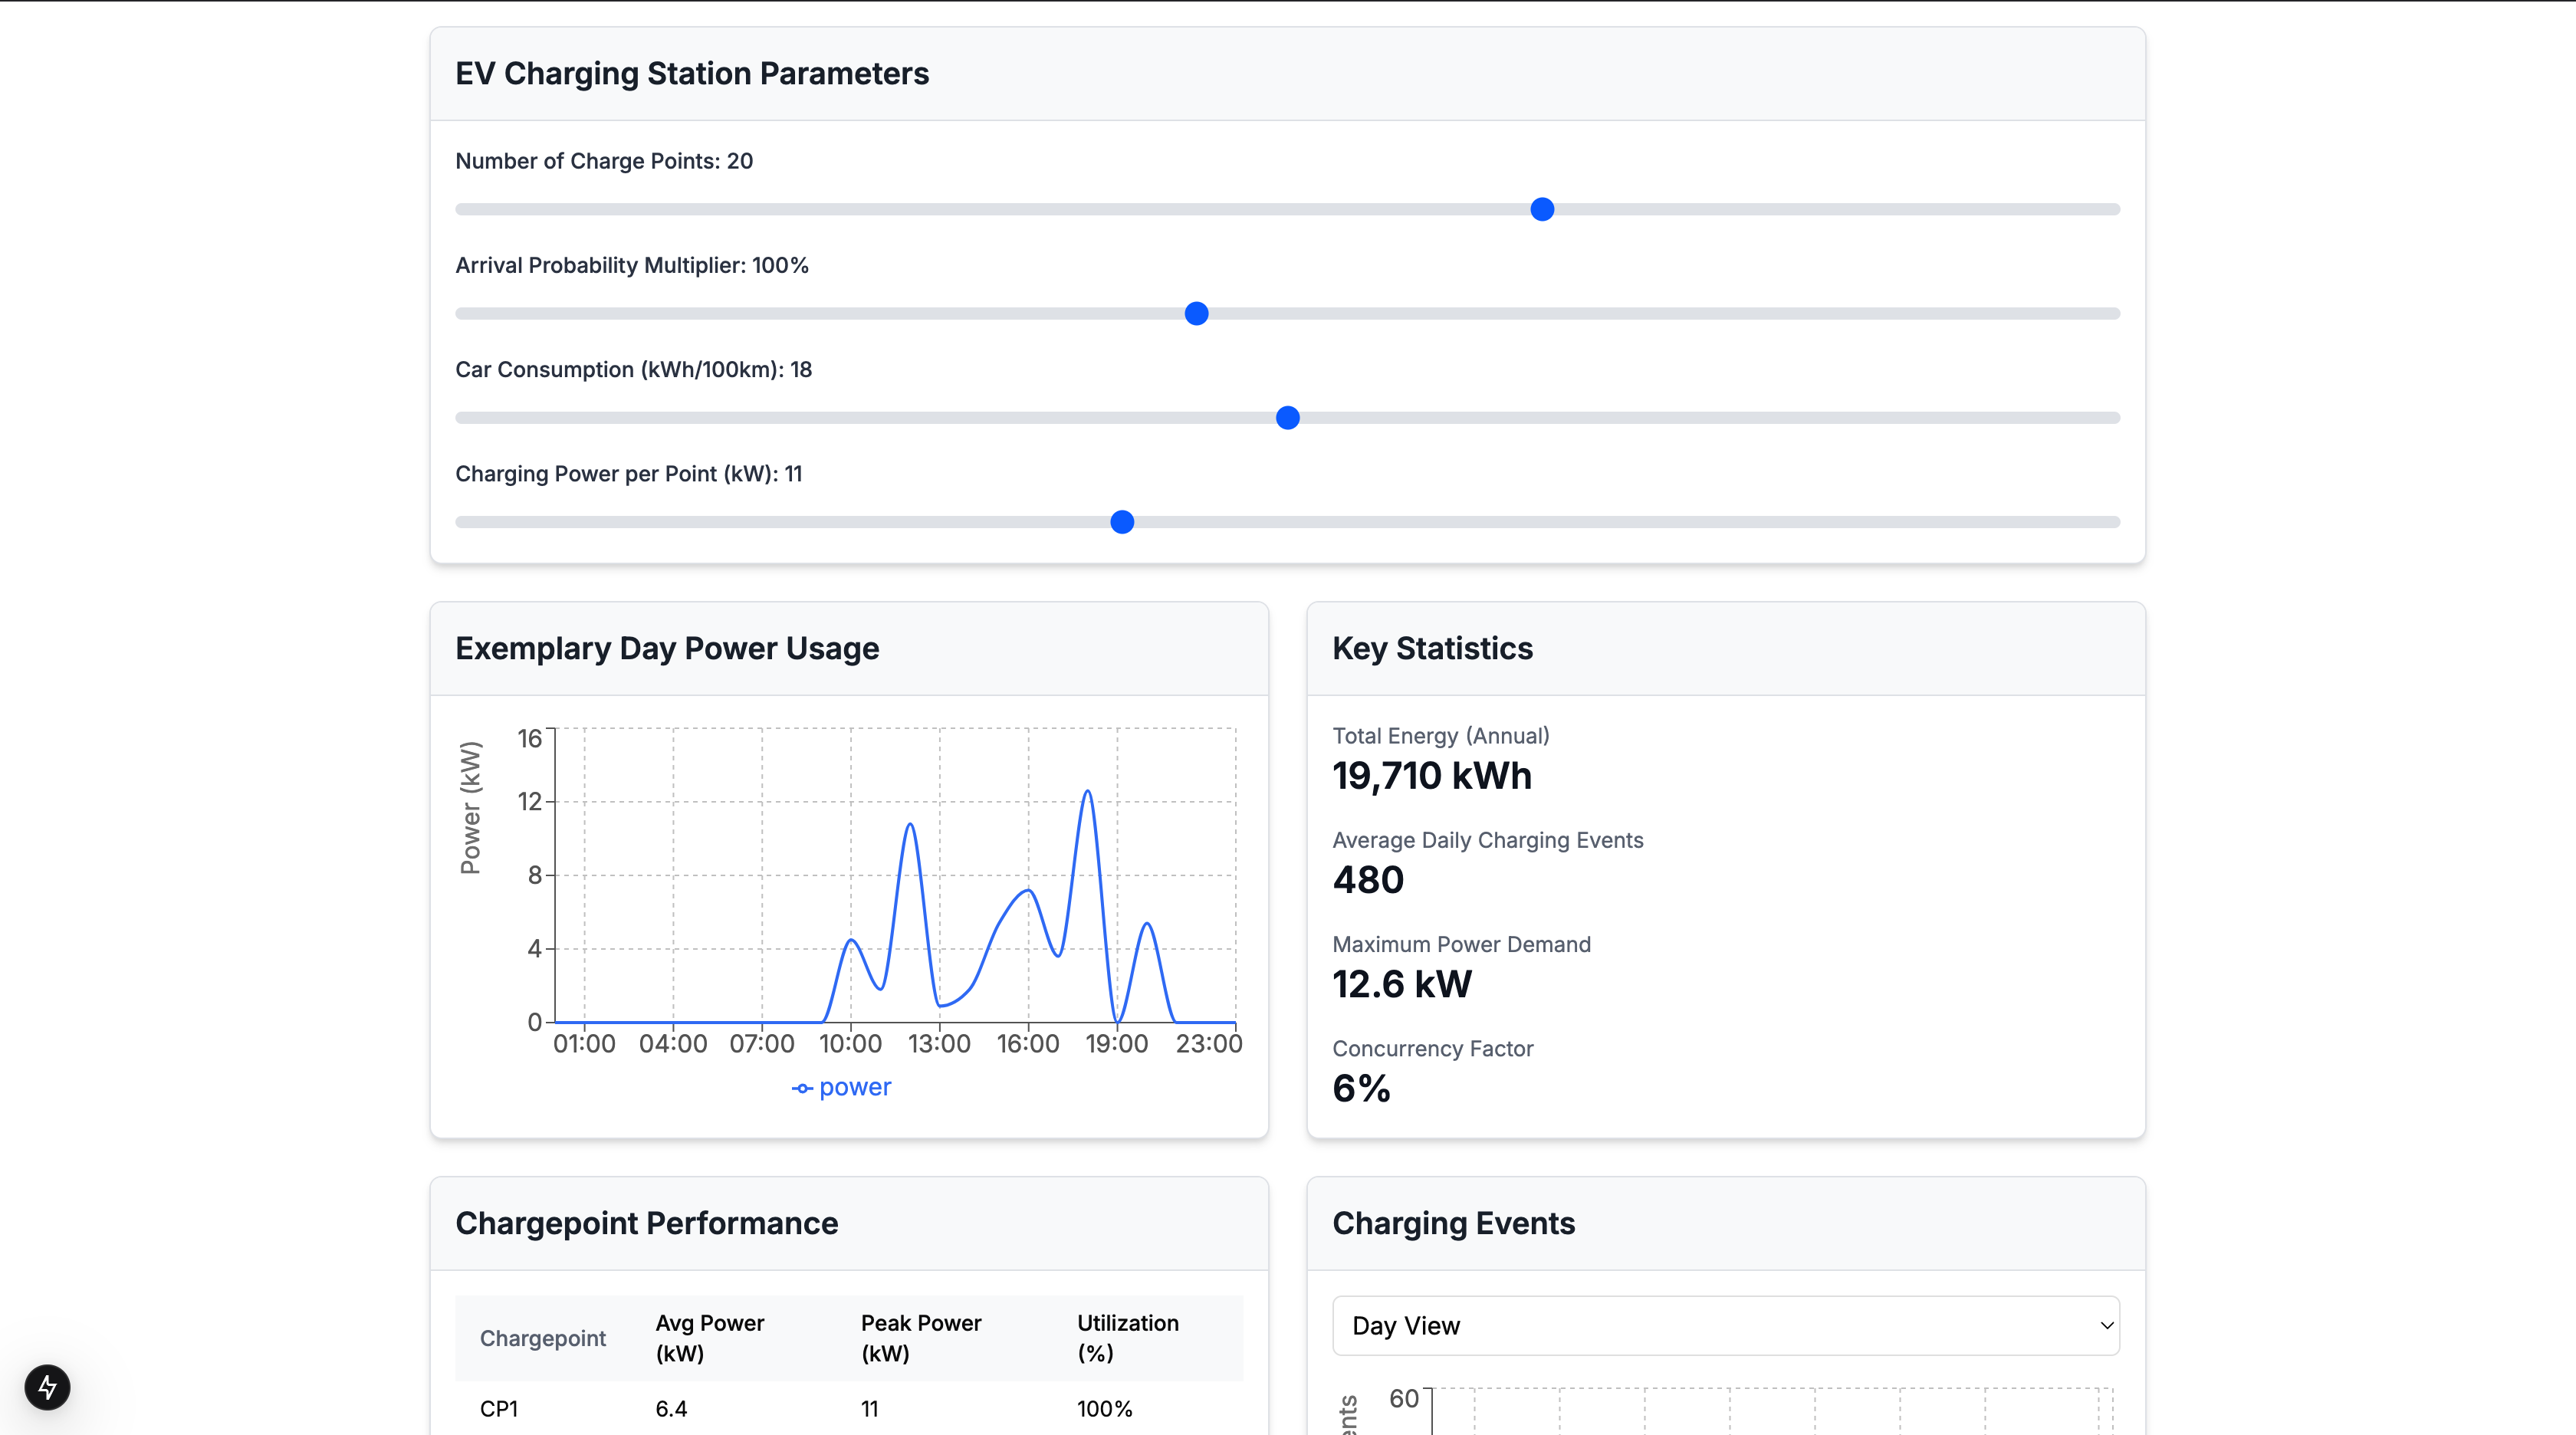 EV Charging Station Parameters
Number of Charge Points: 20
Arrival Probability Multiplier: 100%
Car Consumption (kWh/100km): 18
Charging Power per Point (kW): 11
Exemplary Day Power Usage
Power (kW)
16
12
8
4
0
01:00 04:00 07:00 10:00 13:00 16:00 19:00 23:00
power
Key Statistics
Total Energy (Annual)
19,710 kWh
Average Daily Charging Events
480
Maximum Power Demand
12.6 kW
Concurrency Factor
6%
Chargepoint Performance
Chargepoint Avg Power (kW) Peak Power (kW) Utilization (%)
CP1 6.4 11 100%
Charging Events
Day View
60